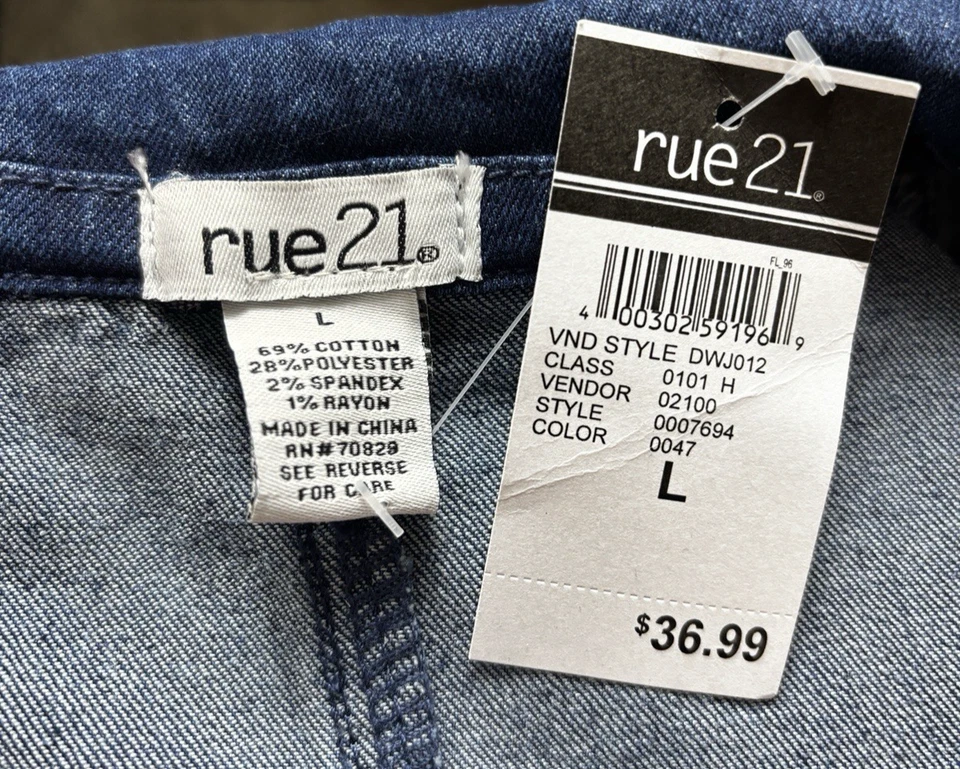 rue21®
L
69% COTTON
28% POLYESTER
2% SPANDEX
1% RAYON
MADE IN CHINA
RN# 70829
SEE REVERSE
FOR CARE
rue21®
FL_96
4 00302 59196 9
VND STYLE DWJ012
CLASS 0101 H
VENDOR 02100
STYLE 0007694
COLOR 0047
L
$36.99